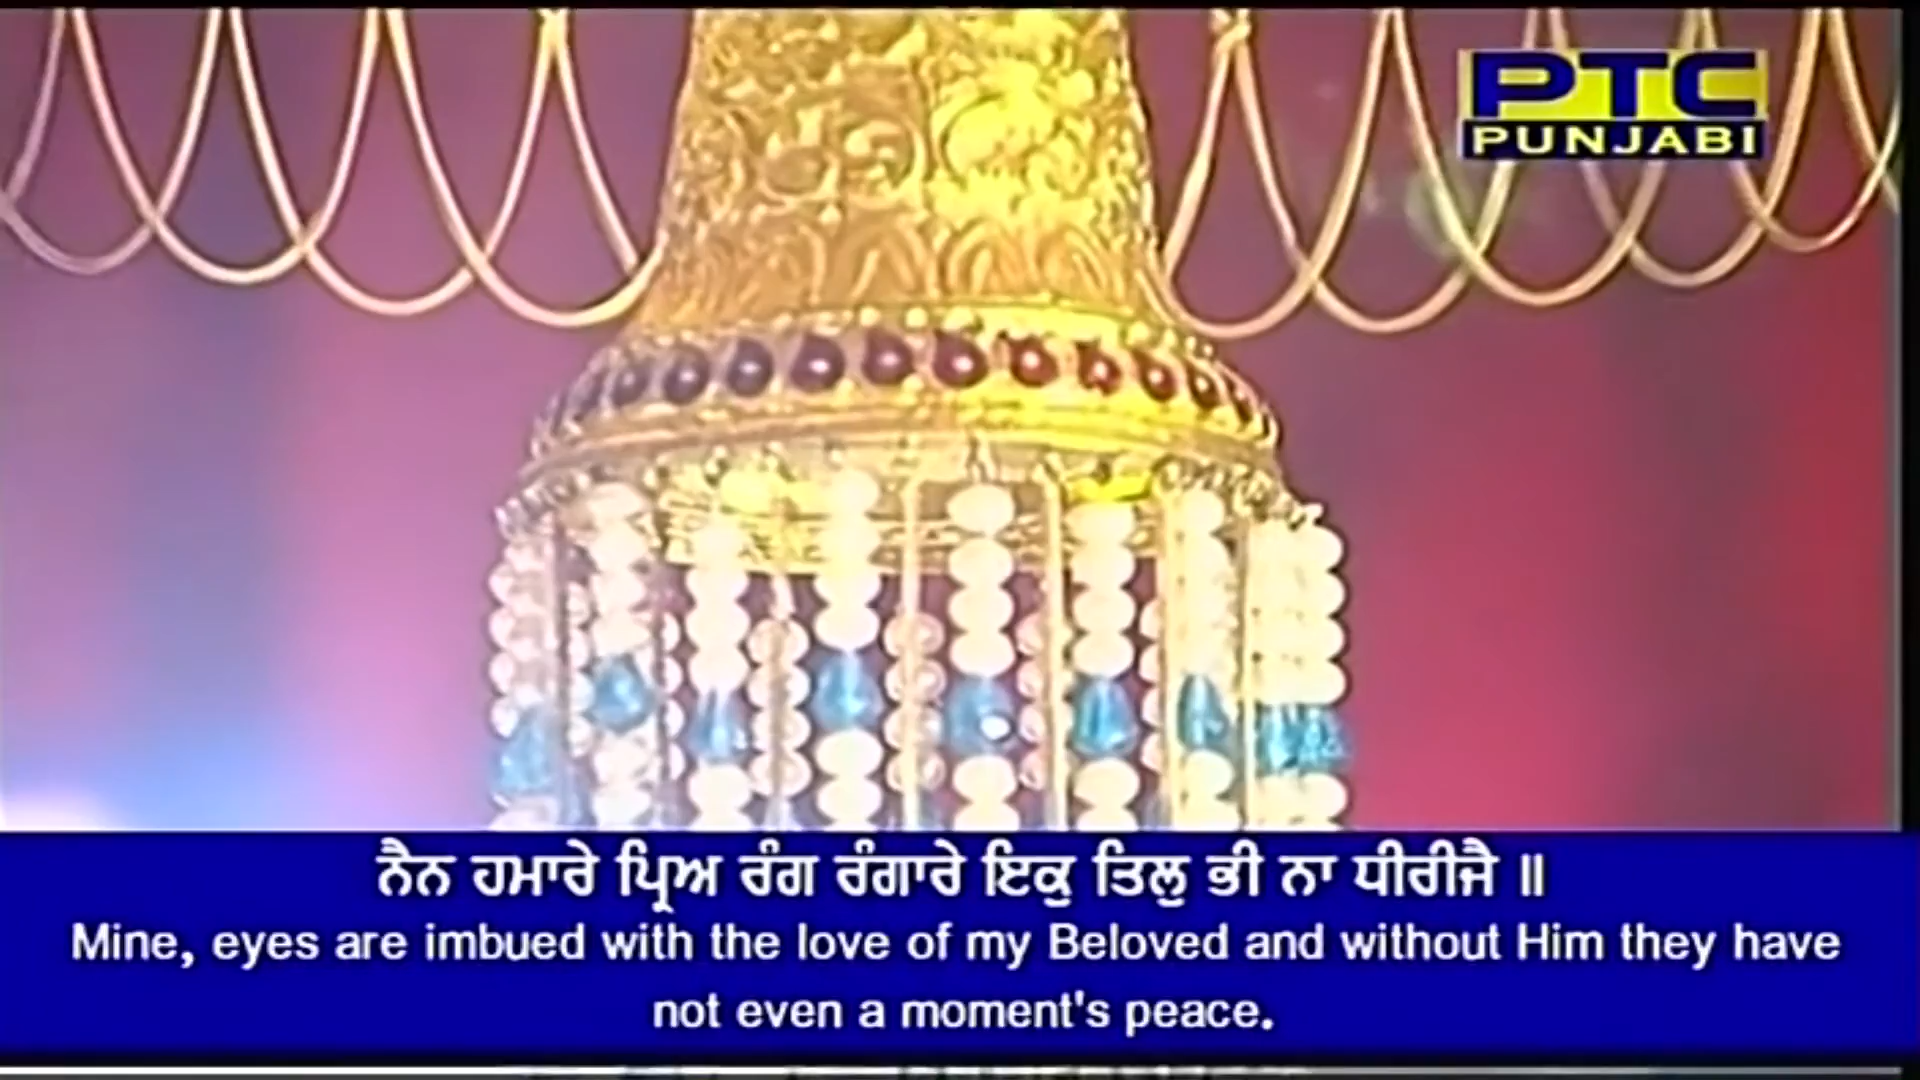 PTC
PUNJABI
ਨੈਨ ਹਮਾਰੇ ਪ੍ਰਿਅ ਰੰਗ ਰੰਗਾਰੇ ਇਕੁ ਤਿਲੁ ਭੀ ਨਾ ਧੀਰੀਜੈ ॥
Mine, eyes are imbued with the love of my Beloved and without Him they have
not even a moment's peace.